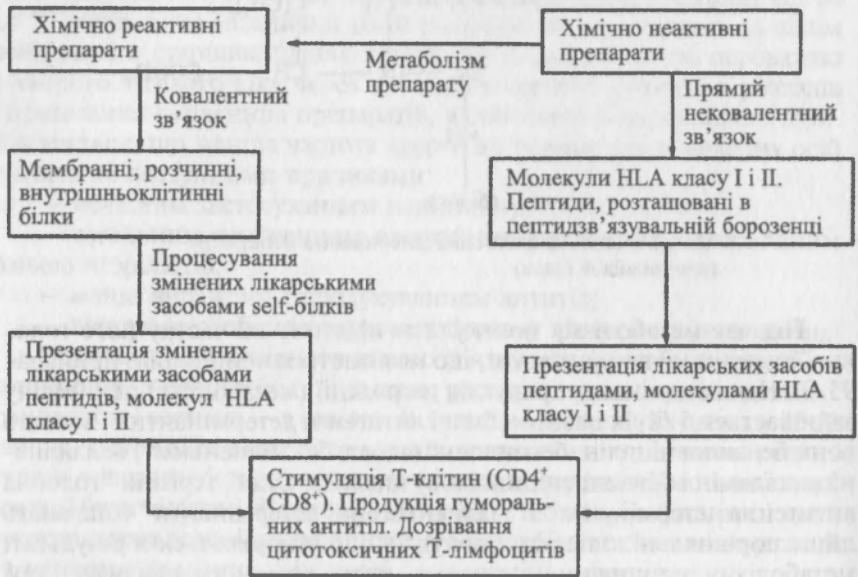 Хімічно реактивні
препарати
Хімічно неактивні
препарати
Метаболізм
препарату
Ковалентний
зв’язок
Прямий
нековалентний
зв’язок
Мембранні, розчинні,
внутрішньоклітинні
білки
Молекули HLA класу I і II.
Пептиди, розташовані в
пептидзв’язувальній борозенці
Процесування
змінених лікарськими
засобами self-білків
Презентація змінених
лікарських засобів
пептидів, молекул HLA
класу I і II
Презентація лікарських засобів
пептидами, молекулами HLA
класу I і II
Стимуляція Т-клітин (CD4⁺
CD8⁺). Продукція гумораль-
них антитіл. Дозрівання
цитотоксичних Т-лімфоцитів